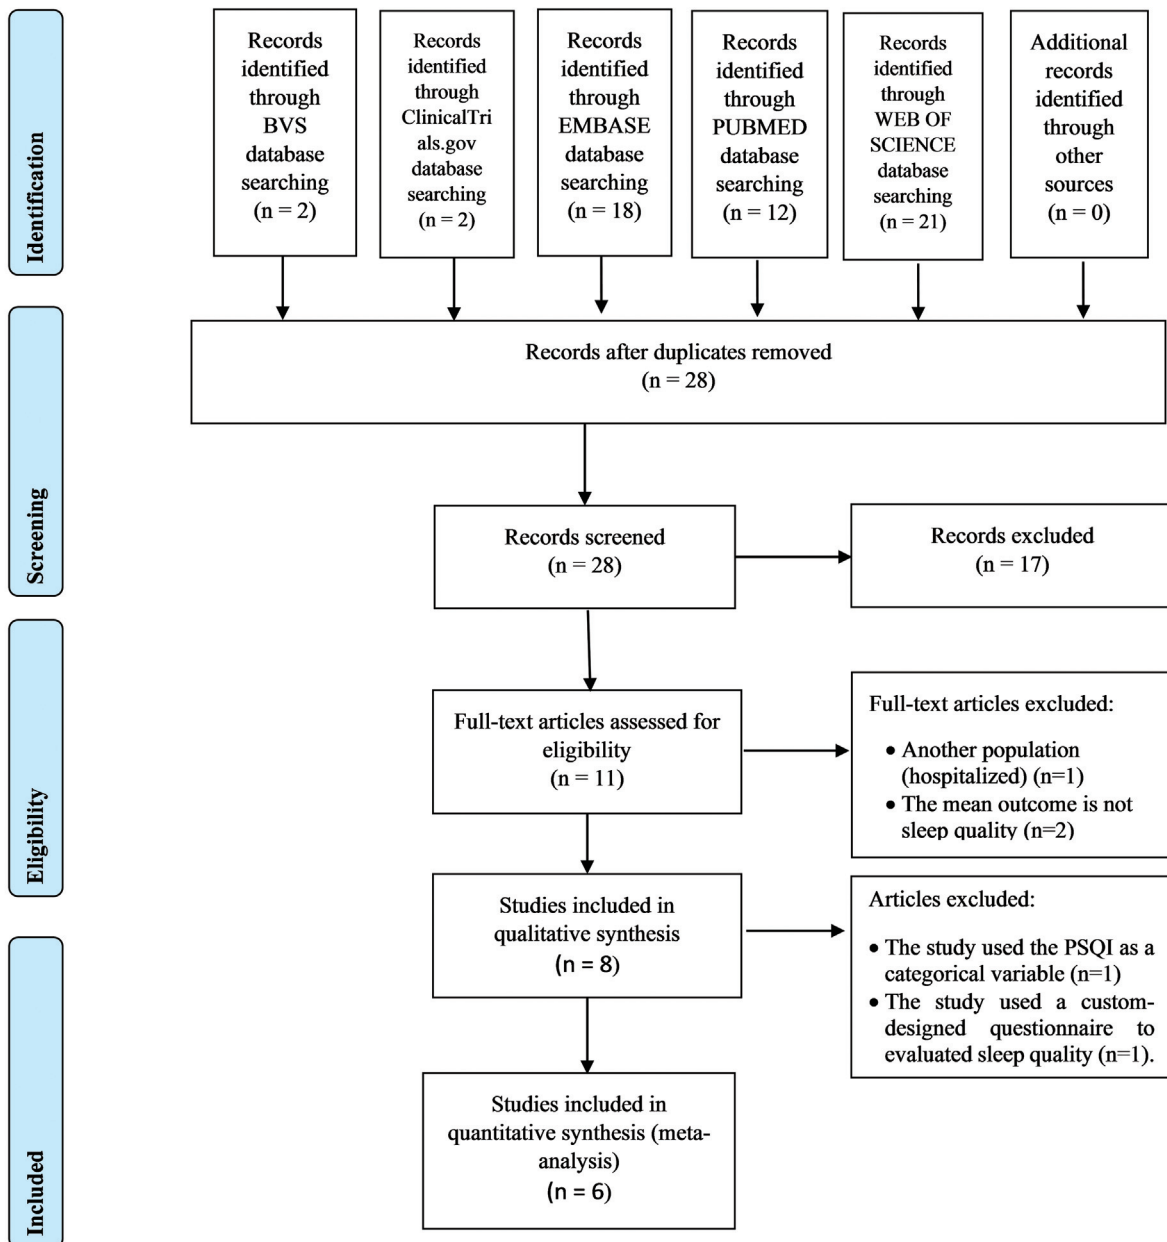 Identification
Records
identified
through
BVS
database
searching
(n = 2)
Records
identified
through
ClinicalTri
als.gov
database
searching
(n = 2)
Records
identified
through
EMBASE
database
searching
(n = 18)
Records
identified
through
PUBMED
database
searching
(n = 12)
Records
identified
through
WEB OF
SCIENCE
database
searching
(n = 21)
Additional
records
identified
through
other
sources
(n = 0)
Screening
Records after duplicates removed
(n = 28)
Records screened
(n = 28)
Records excluded
(n = 17)
Eligibility
Full-text articles assessed for
eligibility
(n = 11)
Full-text articles excluded:
• Another population
(hospitalized) (n=1)
• The mean outcome is not
sleep quality (n=2)
Studies included in
qualitative synthesis
(n = 8)
Articles excluded:
• The study used the PSQI as a
categorical variable (n=1)
• The study used a custom-
designed questionnaire to
evaluated sleep quality (n=1).
Included
Studies included in
quantitative synthesis (meta-
analysis)
(n = 6)